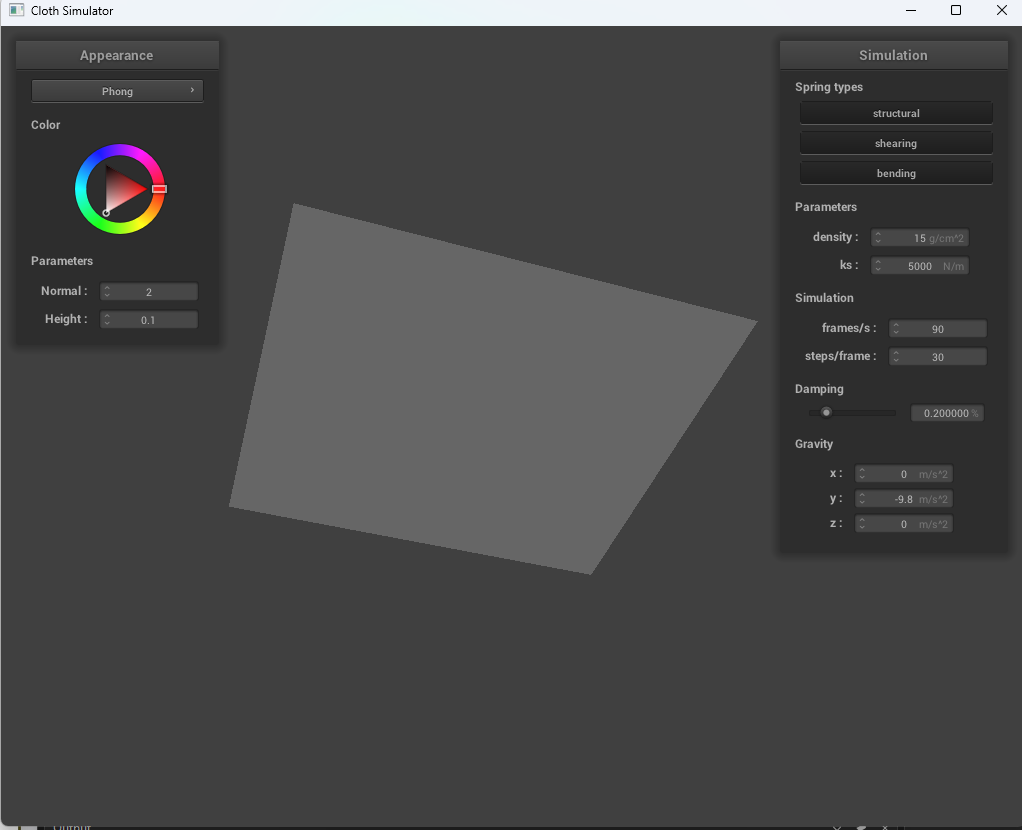 Cloth Simulator
Appearance
Phong
Color
Parameters
Normal : 2
Height : 0.1
Simulation
Spring types
structural
shearing
bending
Parameters
density : 15 g/cm^2
ks : 5000 N/m
Simulation
frames/s : 90
steps/frame : 30
Damping
0.200000 %
Gravity
x : 0 m/s^2
y : -9.8 m/s^2
z : 0 m/s^2
Output